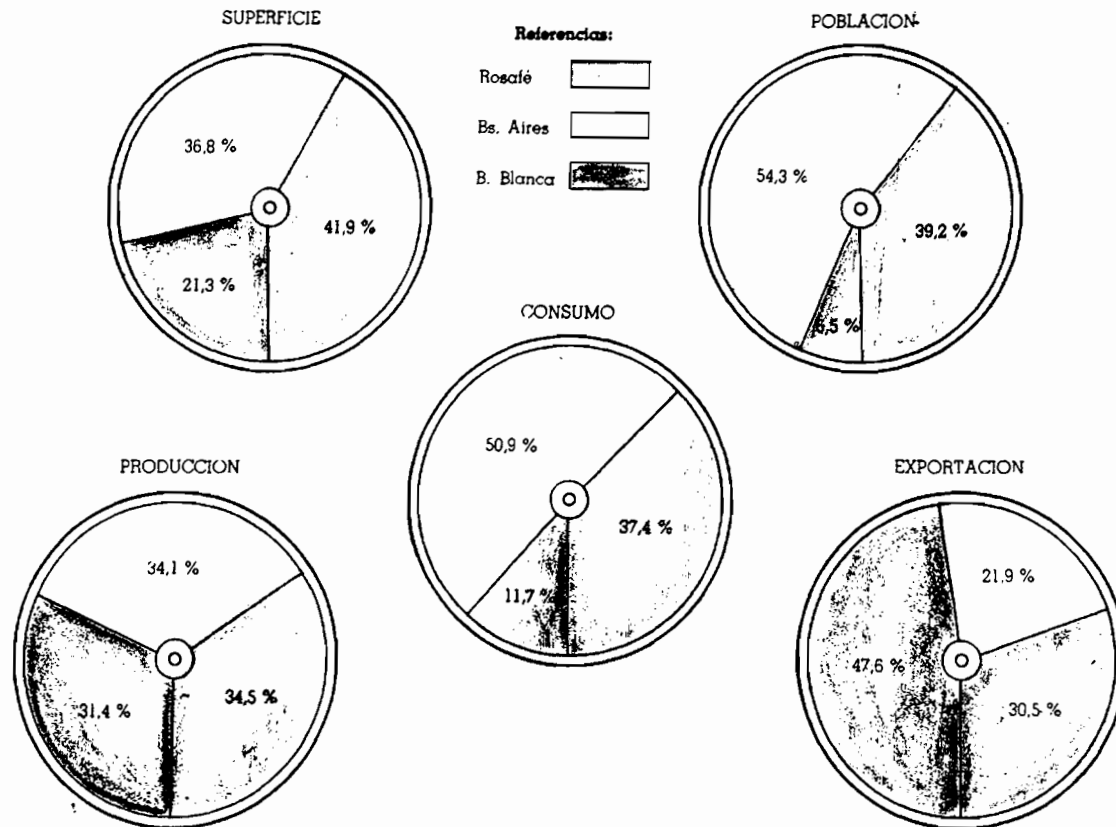 SUPERFICIE
36,8 %
41,9 %
21,3 %
Referencias:
Rosafé
Bs. Aires
B. Blanca
POBLACION
54,3 %
39,2 %
6,5 %
CONSUMO
50,9 %
37,4 %
11,7 %
PRODUCCION
34,1 %
31,4 %
34,5 %
EXPORTACION
21,9 %
47,6 %
30,5 %